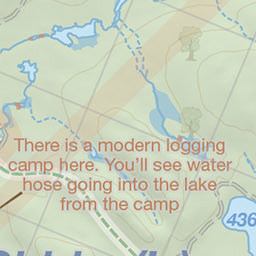 There is a modern logging
camp here. You'll see water
hose going into the lake
from the camp
436